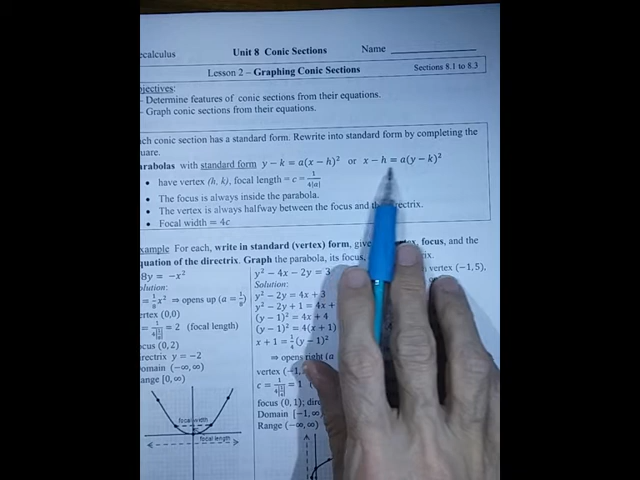 ecalculus Unit 8 Conic Sections Name
Lesson 2 – Graphing Conic Sections Sections 8.1 to 8.3
bjectives:
Determine features of conic sections from their equations.
Graph conic sections from their equations.
ach conic section has a standard form. Rewrite into standard form by completing the
uare.
arabolas with standard form y − k = a(x − h)² or x − h = a(y − k)²
• have vertex (h, k), focal length = c = 1/4|a|
• The focus is always inside the parabola.
• The vertex is always halfway between the focus and the directrix.
• Focal width = 4c
xample For each, write in standard (vertex) form, focus, and the
quation of the directrix. Graph the parabola, its focus,
8y = −x²
olution:
= 1/8 x² ⇒ opens up (a = 1/8)
ertex (0,0)
= 2 (focal length)
ocus (0,2)
irectrix y = −2
omain (−∞,∞)
ange [0,∞)
focal width
focal length
y² − 4x − 2y = 3
Solution:
y² − 2y = 4x + 3
y² − 2y + 1 = 4x +
(y − 1)² = 4x + 4
(y − 1)² = 4(x + 1)
x + 1 = 1/4 (y − 1)²
⇒ opens right (a
vertex (−1,
= 1
focus (0,1);
Domain [−1,∞
Range (−∞,∞)
vertex (−1,5),